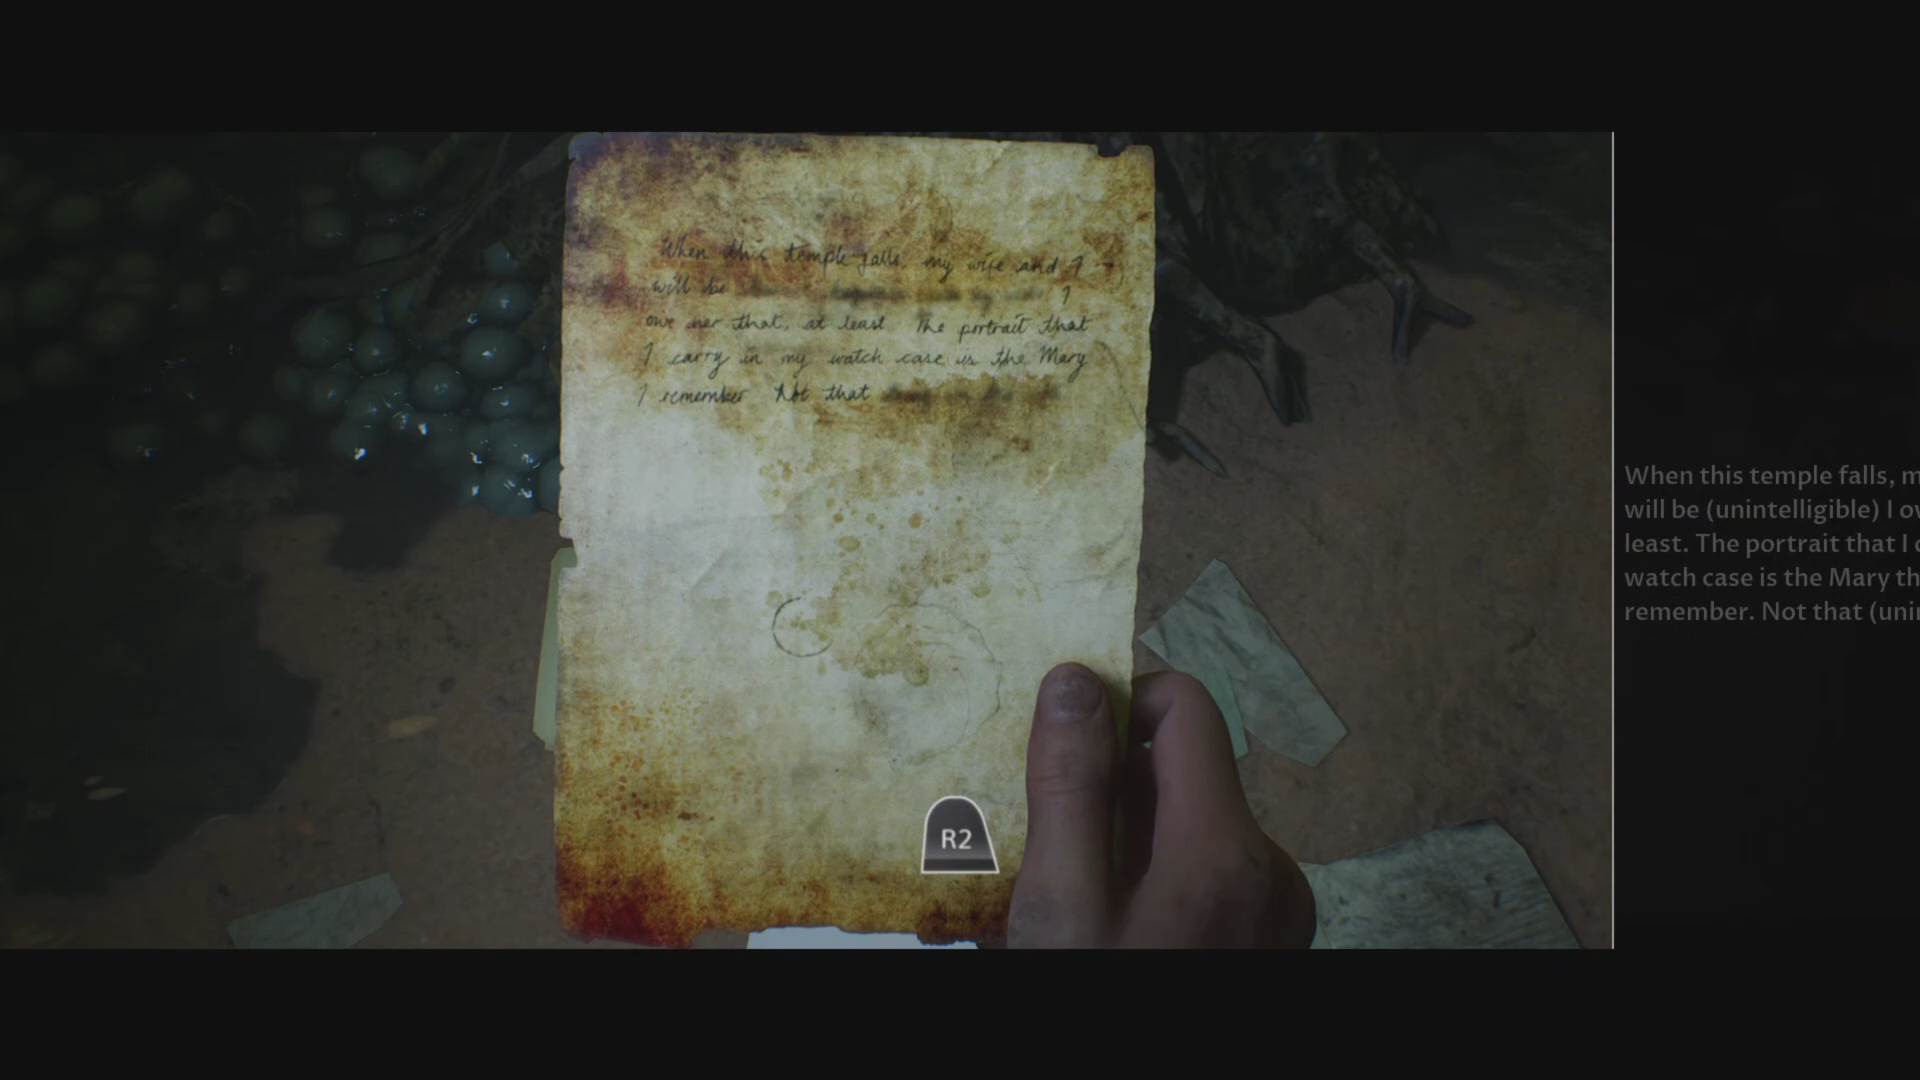 When this temple falls, my wife and I
will be I
owe her that, at least. The portrait that
I carry in my watch case is the Mary
I remember. Not that
R2
When this temple falls, m
will be (unintelligible) I ow
least. The portrait that I c
watch case is the Mary th
remember. Not that (unin